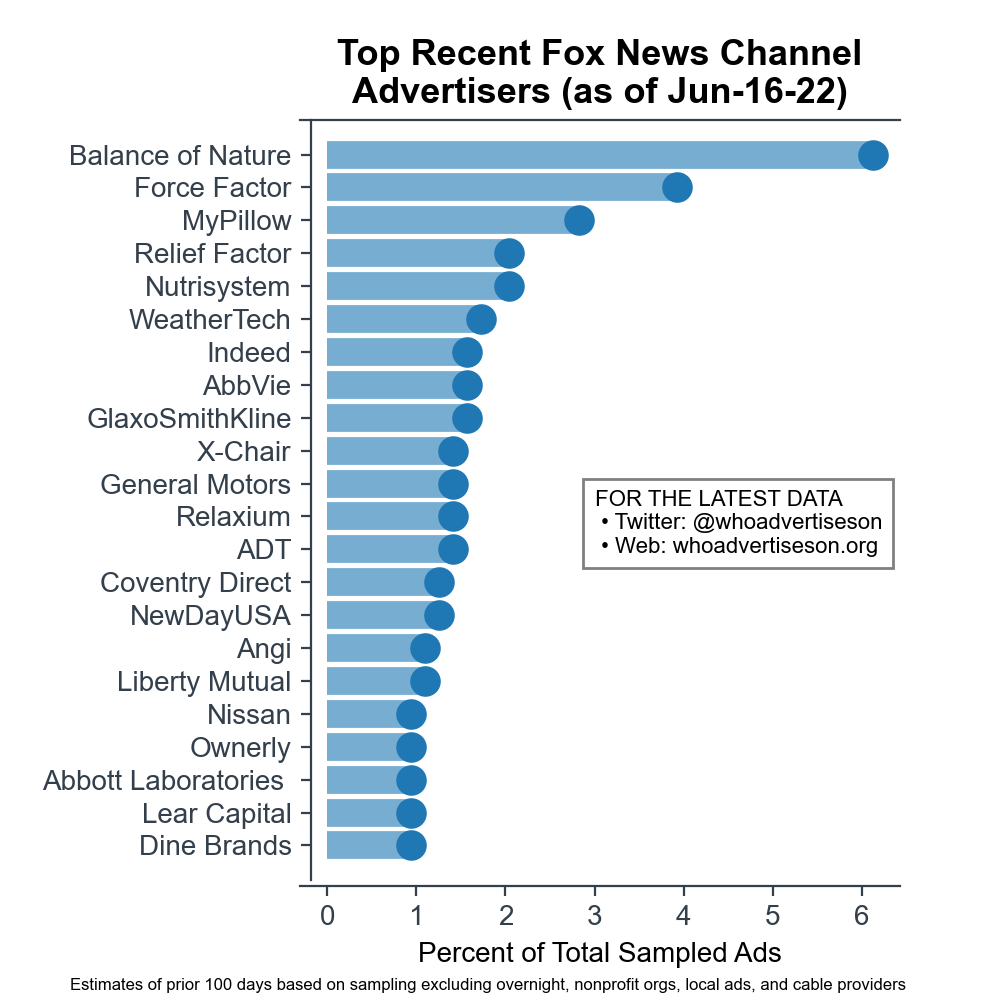 Top Recent Fox News Channel
Advertisers (as of Jun-16-22)
Balance of Nature
Force Factor
MyPillow
Relief Factor
Nutrisystem
WeatherTech
Indeed
AbbVie
GlaxoSmithKline
X-Chair
General Motors
Relaxium
ADT
Coventry Direct
NewDayUSA
Angi
Liberty Mutual
Nissan
Ownerly
Abbott Laboratories
Lear Capital
Dine Brands
FOR THE LATEST DATA
• Twitter: @whoadvertiseson
• Web: whoadvertiseson.org
0 1 2 3 4 5 6
Percent of Total Sampled Ads
Estimates of prior 100 days based on sampling excluding overnight, nonprofit orgs, local ads, and cable providers